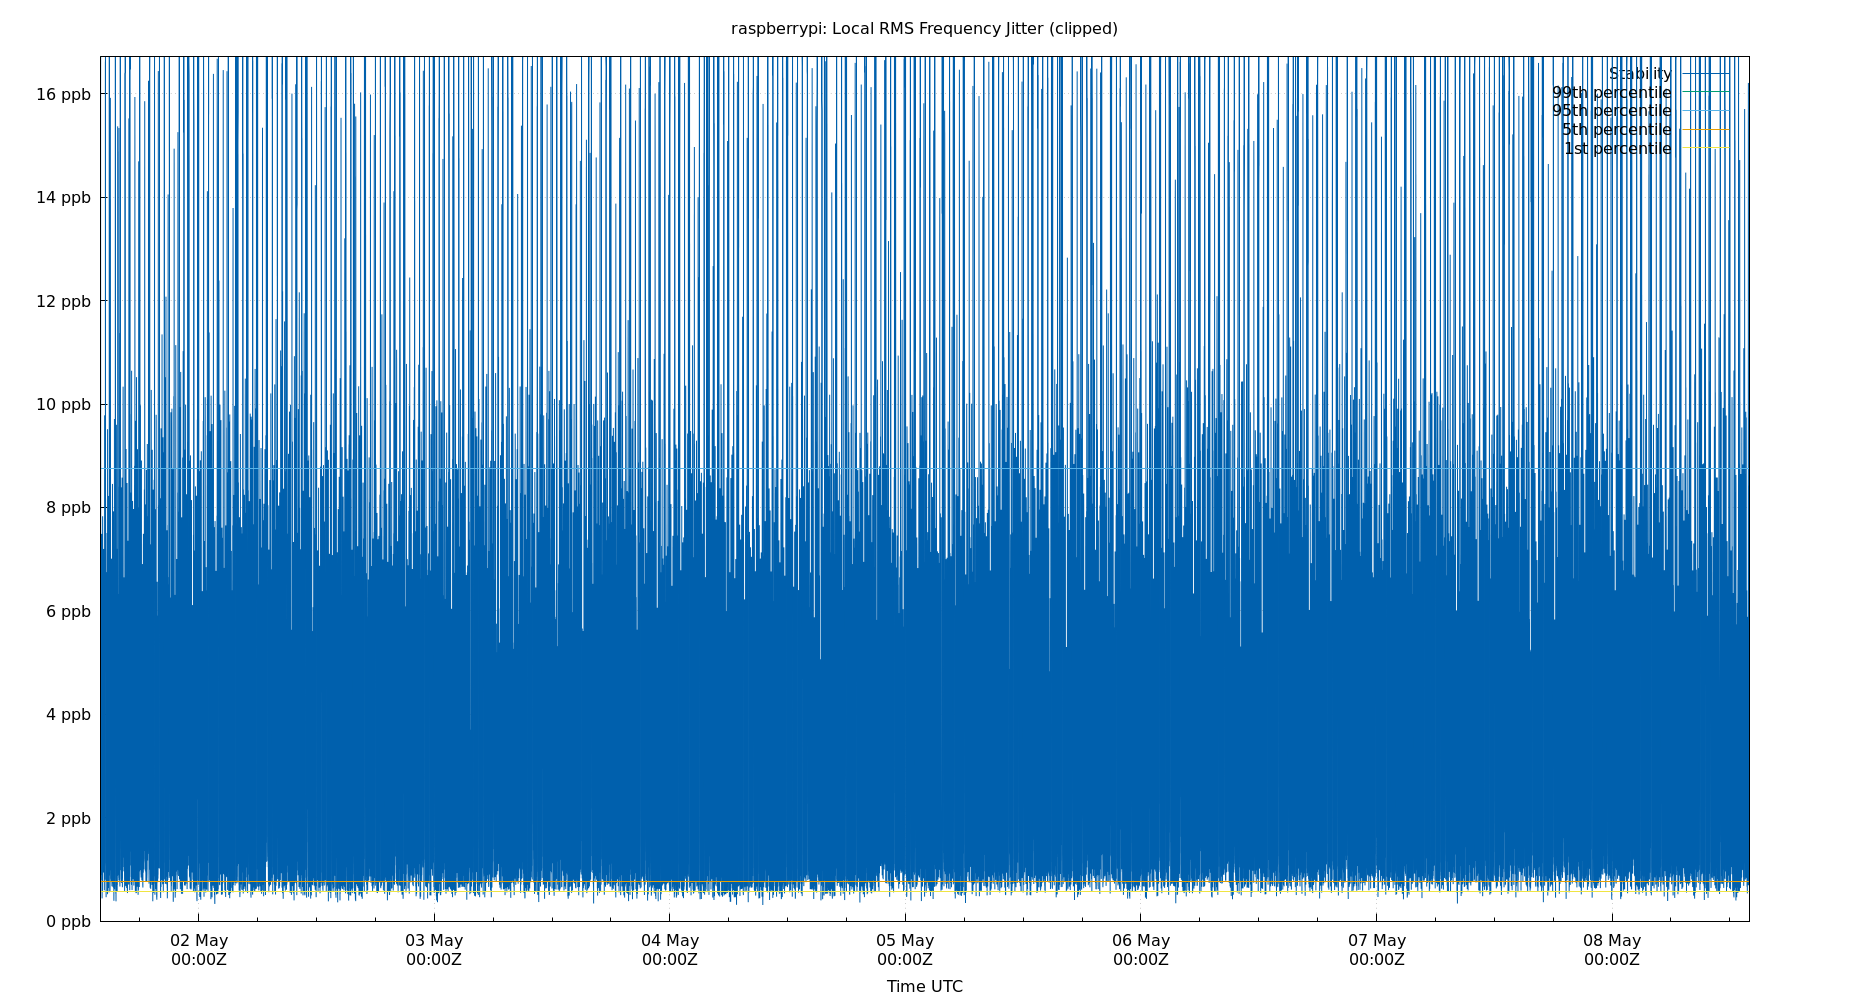 raspberrypi: Local RMS Frequency Jitter (clipped)
Stability
99th percentile
95th percentile
5th percentile
1st percentile
16 ppb
14 ppb
12 ppb
10 ppb
8 ppb
6 ppb
4 ppb
2 ppb
0 ppb
02 May 03 May 04 May 05 May 06 May 07 May 08 May
00:00Z 00:00Z 00:00Z 00:00Z 00:00Z 00:00Z 00:00Z
Time UTC